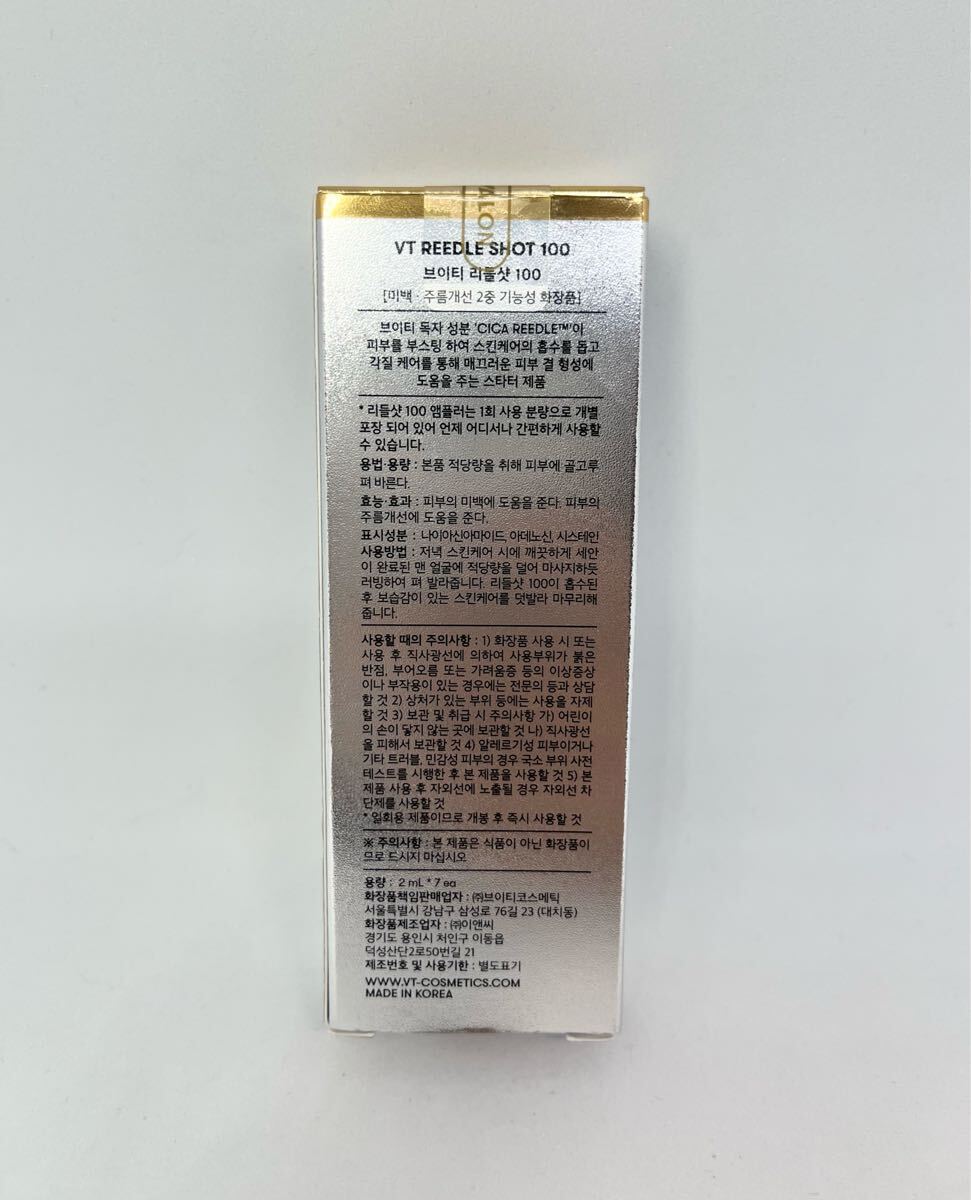 VALON
VT REEDLE SHOT 100
브이티 리들샷 100
[미백 · 주름개선 2중 기능성 화장품]
브이티 독자 성분 'CICA REEDLE™'이
피부를 부스팅 하여 스킨케어의 흡수를 돕고
각질 케어를 통해 매끄러운 피부 결 형성에
도움을 주는 스타터 제품
* 리들샷 100 앰플러는 1회 사용 분량으로 개별
포장 되어 있어 언제 어디서나 간편하게 사용할
수 있습니다.
용법·용량 : 본품 적당량을 취해 피부에 골고루
펴 바른다.
효능·효과 : 피부의 미백에 도움을 준다. 피부의
주름개선에 도움을 준다.
표시성분 : 나이아신아마이드, 아데노신, 시스테인
사용방법 : 저녁 스킨케어 시에 깨끗하게 세안
이 완료된 맨 얼굴에 적당량을 덜어 마사지하듯
러빙하여 펴 발라줍니다. 리들샷 100이 흡수된
후 보습감이 있는 스킨케어를 덧발라 마무리해
줍니다.
사용할 때의 주의사항 : 1) 화장품 사용 시 또는
사용 후 직사광선에 의하여 사용부위가 붉은
반점, 부어오름 또는 가려움증 등의 이상증상
이나 부작용이 있는 경우에는 전문의 등과 상담
할 것 2) 상처가 있는 부위 등에는 사용을 자제
할 것 3) 보관 및 취급 시 주의사항 가) 어린이
의 손이 닿지 않는 곳에 보관할 것 나) 직사광선
을 피해서 보관할 것 4) 알레르기성 피부이거나
기타 트러블, 민감성 피부의 경우 국소 부위 사전
테스트를 시행한 후 본 제품을 사용할 것 5) 본
제품 사용 후 자외선에 노출될 경우 자외선 차
단제를 사용할 것
* 일회용 제품이므로 개봉 후 즉시 사용할 것
※ 주의사항 : 본 제품은 식품이 아닌 화장품이
므로 드시지 마십시오
용량 : 2 mL * 7 ea
화장품책임판매업자 : ㈜브이티코스메틱
서울특별시 강남구 삼성로 76길 23 (대치동)
화장품제조업자 : ㈜이앤씨
경기도 용인시 처인구 이동읍
덕성산단2로50번길 21
제조번호 및 사용기한 : 별도표기
WWW.VT-COSMETICS.COM
MADE IN KOREA